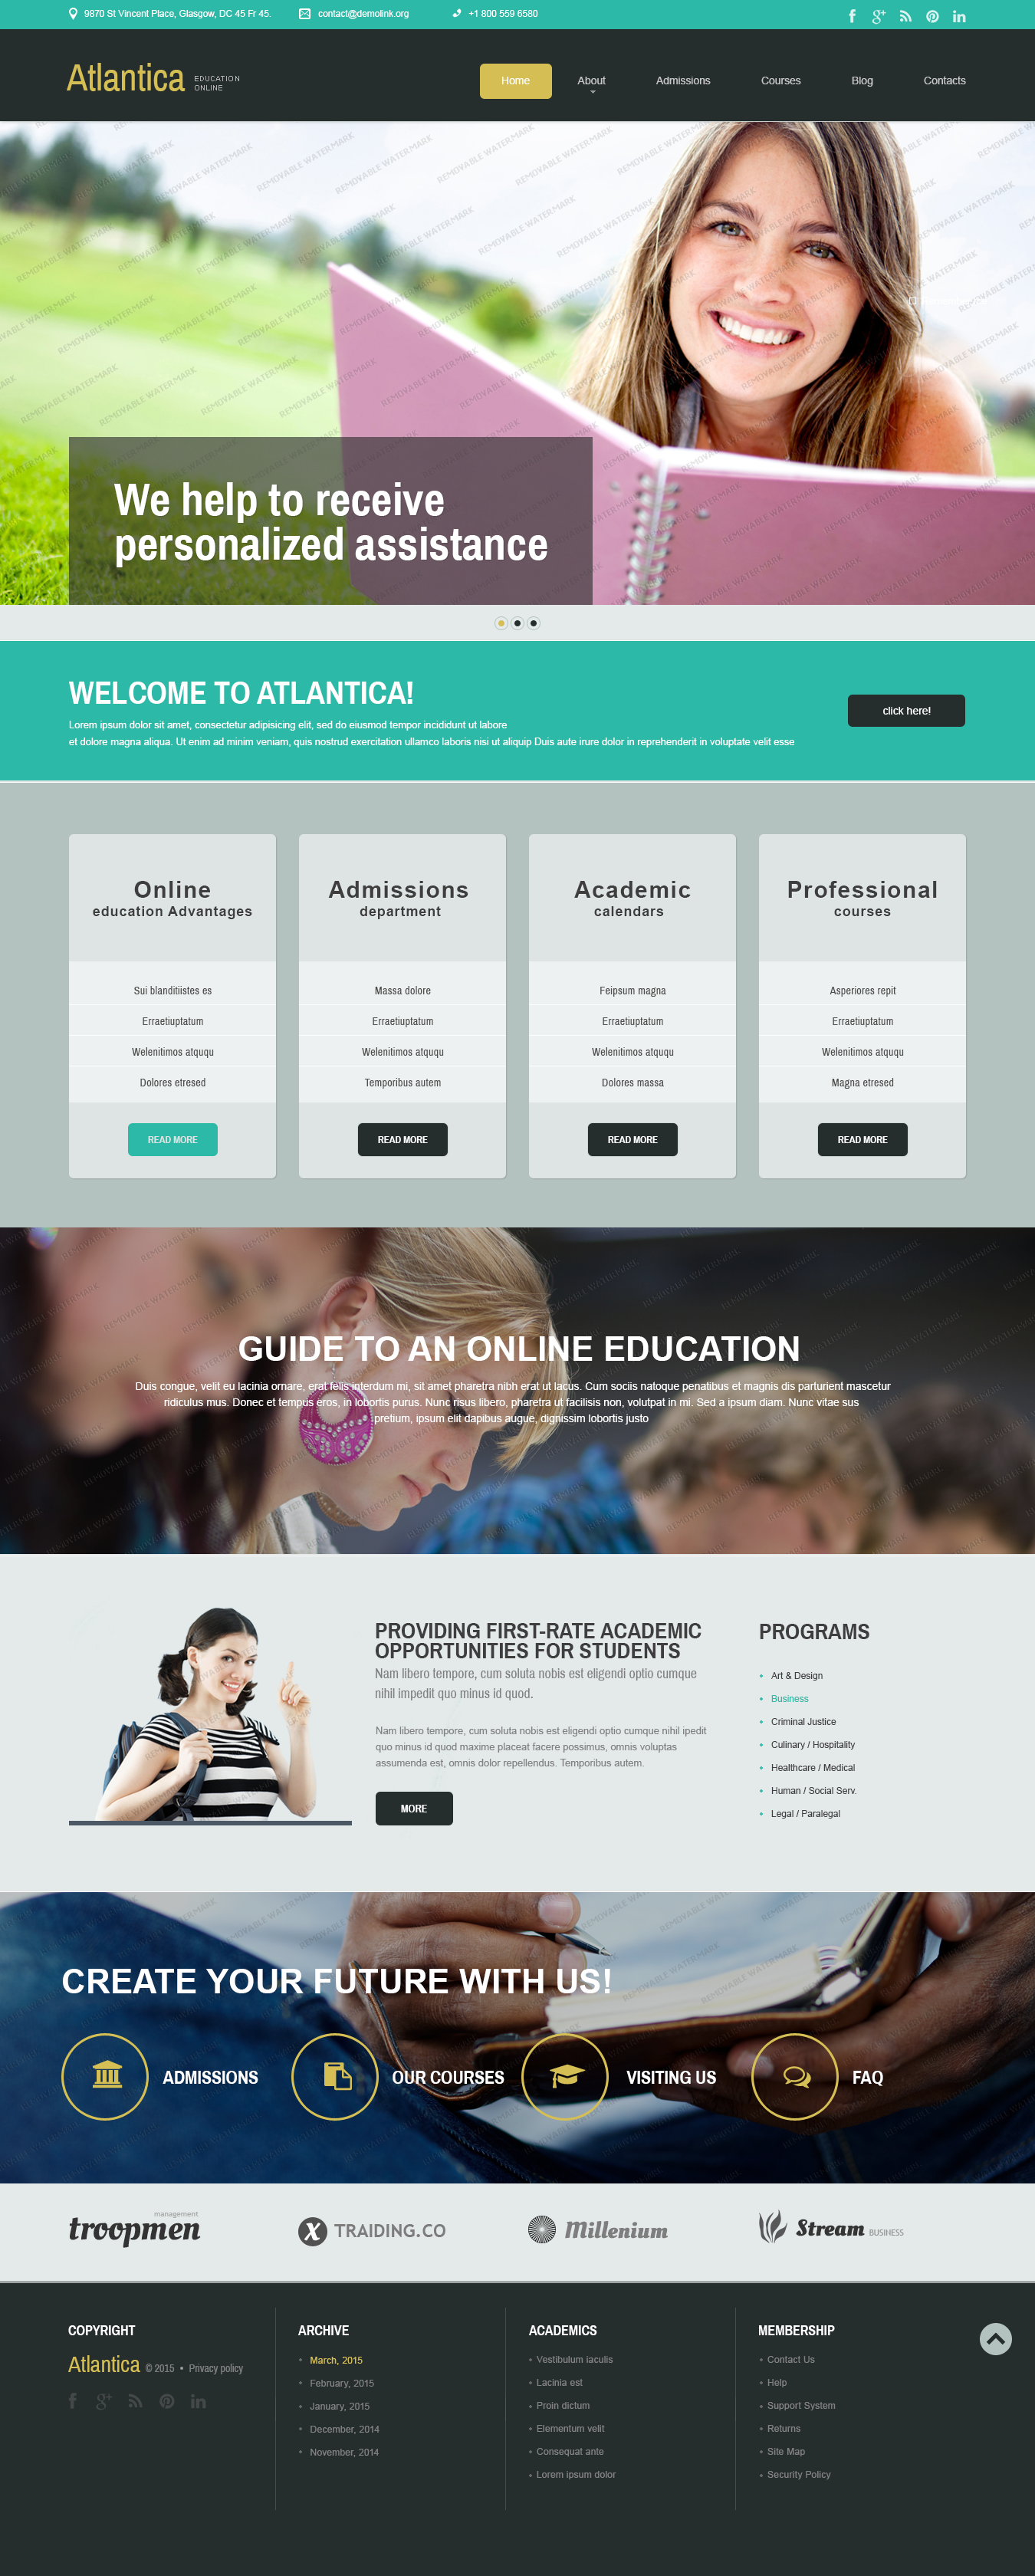 9870 St Vincent Place, Glasgow, DC 45 Fr 45.
contact@demolink.org
+1 800 559 6580
Atlantica
EDUCATION
ONLINE
Home
About
Admissions
Courses
Blog
Contacts
REMOVABLE WATERMARK
We help to receive
personalized assistance
WELCOME TO ATLANTICA!
Lorem ipsum dolor sit amet, consectetur adipisicing elit, sed do eiusmod tempor incididunt ut labore
et dolore magna aliqua. Ut enim ad minim veniam, quis nostrud exercitation ullamco laboris nisi ut aliquip Duis aute irure dolor in reprehenderit in voluptate velit esse
click here!
Online
education Advantages
Sui blanditiistes es
Erraetiuptatum
Welenitimos atququ
Dolores etresed
READ MORE
Admissions
department
Massa dolore
Erraetiuptatum
Welenitimos atququ
Temporibus autem
READ MORE
Academic
calendars
Feipsum magna
Erraetiuptatum
Welenitimos atququ
Dolores massa
READ MORE
Professional
courses
Asperiores repit
Erraetiuptatum
Welenitimos atququ
Magna etresed
READ MORE
GUIDE TO AN ONLINE EDUCATION
Duis congue, velit eu lacinia ornare, erat felis interdum mi, sit amet pharetra nibh erat ut lacus. Cum sociis natoque penatibus et magnis dis parturient mascetur
ridiculus mus. Donec et tempus eros, in lobortis purus. Nunc risus libero, pharetra ut facilisis non, volutpat in mi. Sed a ipsum diam. Nunc vitae sus
pretium, ipsum elit dapibus augue, dignissim lobortis justo
PROVIDING FIRST-RATE ACADEMIC
OPPORTUNITIES FOR STUDENTS
Nam libero tempore, cum soluta nobis est eligendi optio cumque
nihil impedit quo minus id quod.
Nam libero tempore, cum soluta nobis est eligendi optio cumque nihil ipedit
quo minus id quod maxime placeat facere possimus, omnis voluptas
assumenda est, omnis dolor repellendus. Temporibus autem.
MORE
PROGRAMS
Art & Design
Business
Criminal Justice
Culinary / Hospitality
Healthcare / Medical
Human / Social Serv.
Legal / Paralegal
CREATE YOUR FUTURE WITH US!
ADMISSIONS
OUR COURSES
VISITING US
FAQ
management
troopmen
X TRAIDING.CO
Millenium
Stream BUSINESS
COPYRIGHT
Atlantica © 2015 • Privacy policy
ARCHIVE
March, 2015
February, 2015
January, 2015
December, 2014
November, 2014
ACADEMICS
Vestibulum iaculis
Lacinia est
Proin dictum
Elementum velit
Consequat ante
Lorem ipsum dolor
MEMBERSHIP
Contact Us
Help
Support System
Returns
Site Map
Security Policy